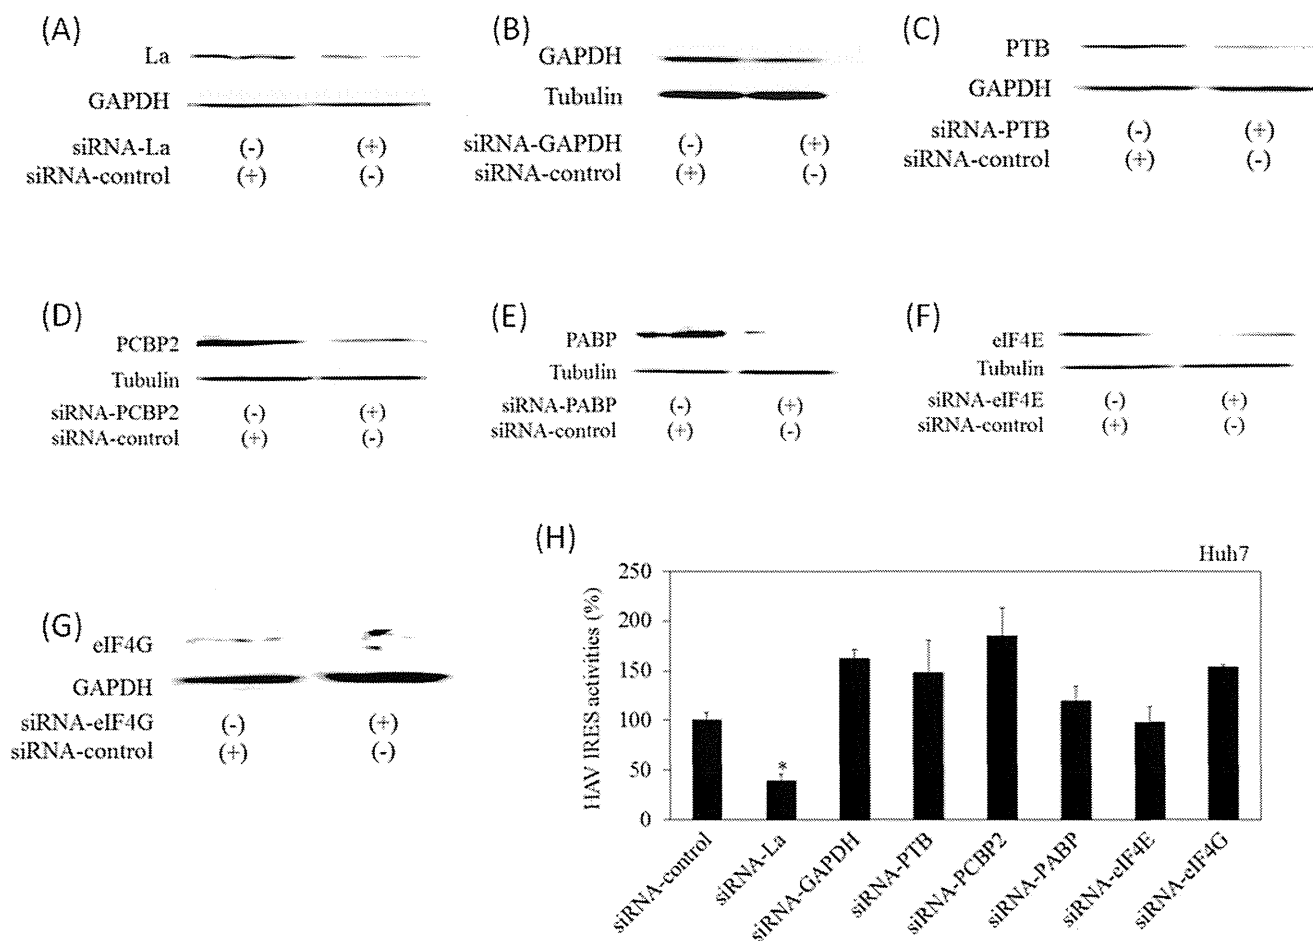 (A)
La
GAPDH
siRNA-La (-) (+)
siRNA-control (+) (-)
(B)
GAPDH
Tubulin
siRNA-GAPDH (-) (+)
siRNA-control (+) (-)
(C)
PTB
GAPDH
siRNA-PTB (-) (+)
siRNA-control (+) (-)
(D)
PCBP2
Tubulin
siRNA-PCBP2 (-) (+)
siRNA-control (+) (-)
(E)
PABP
Tubulin
siRNA-PABP (-) (+)
siRNA-control (+) (-)
(F)
eIF4E
Tubulin
siRNA-eIF4E (-) (+)
siRNA-control (+) (-)
(G)
eIF4G
GAPDH
siRNA-eIF4G (-) (+)
siRNA-control (+) (-)
(H)
Huh7
HAV IRES activities (%)
250
200
150
100
50
0
*
siRNA-control
siRNA-La
siRNA-GAPDH
siRNA-PTB
siRNA-PCBP2
siRNA-PABP
siRNA-eIF4E
siRNA-eIF4G